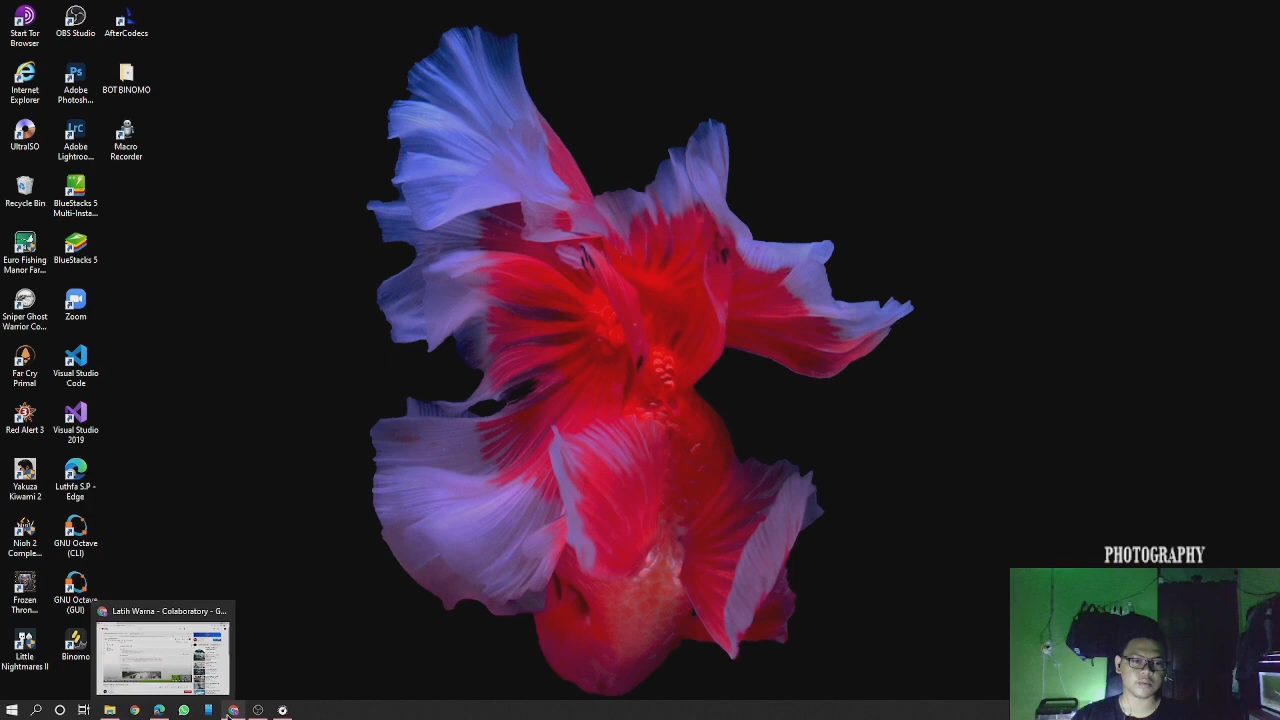 Start Tor
Browser
OBS Studio
AfterCodecs
Internet
Explorer
Adobe
Photosh...
BOT BINOMO
UltraISO
Adobe
Lightroo...
Macro
Recorder
Recycle Bin
BlueStacks 5
Multi-Insta...
Euro Fishing
Manor Far...
BlueStacks 5
Sniper Ghost
Warrior Co...
Zoom
Far Cry
Primal
Visual Studio
Code
Red Alert 3
Visual Studio
2019
Yakuza
Kiwami 2
Luthfa S.P -
Edge
Nioh 2
Comple...
GNU Octave
(CLI)
Frozen
Thron...
GNU Octave
(GUI)
Little
Nightmares II
Binomo
Latih Warna - Colaboratory - G...
PHOTOGRAPHY